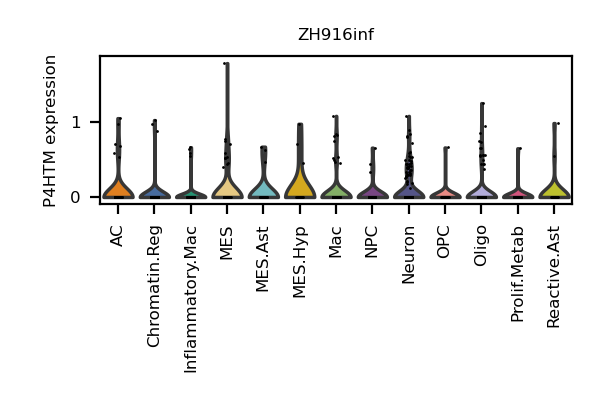 ZH916inf
P4HTM expression
1
0
AC
Chromatin.Reg
Inflammatory.Mac
MES
MES.Ast
MES.Hyp
Mac
NPC
Neuron
OPC
Oligo
Prolif.Metab
Reactive.Ast